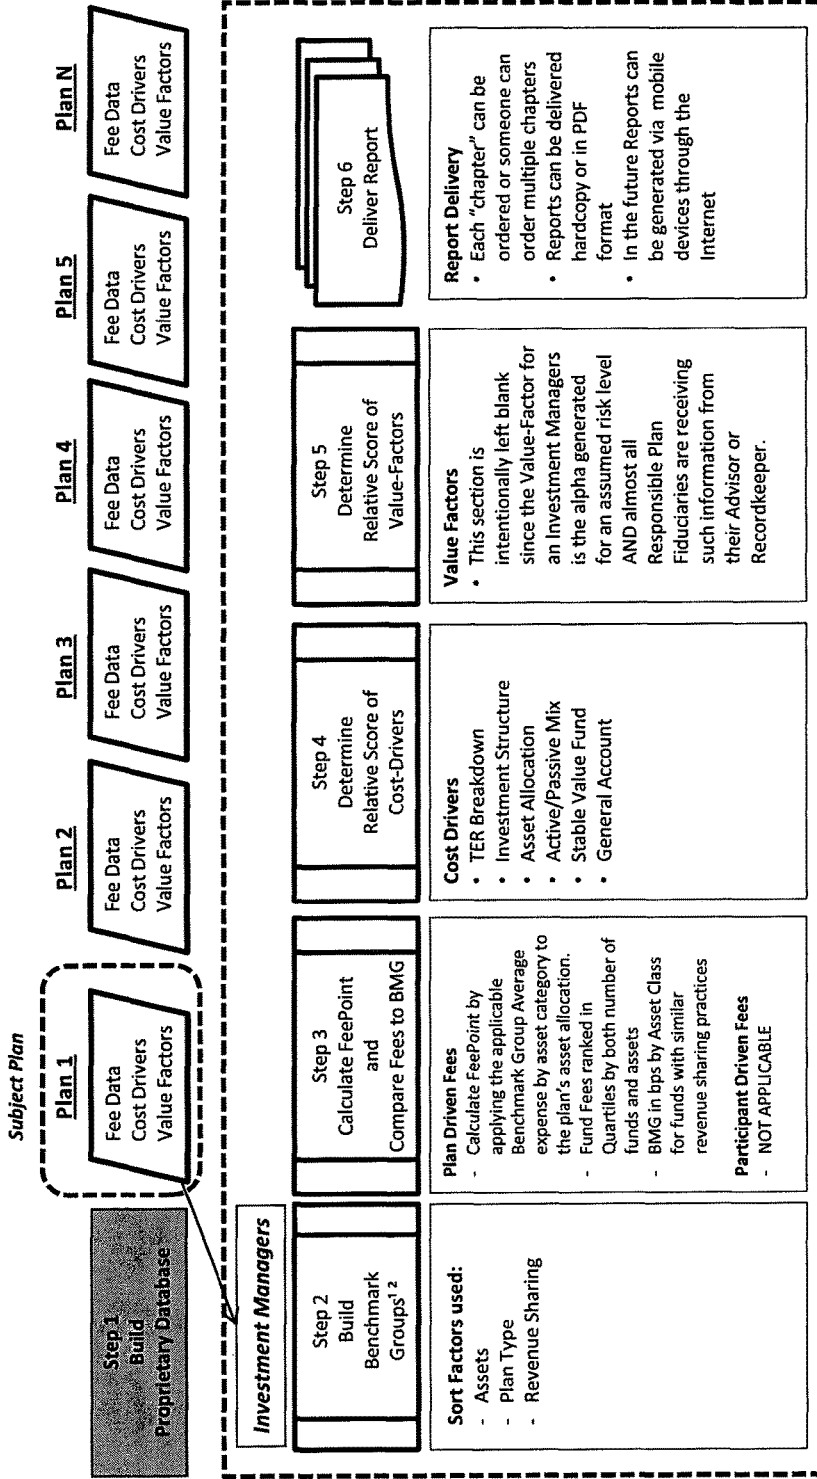 Subject Plan
Plan 1
Plan 2
Plan 3
Plan 4
Plan 5
Plan N
Step 1
Build
Proprietary Database
Fee Data
Cost Drivers
Value Factors
Fee Data
Cost Drivers
Value Factors
Fee Data
Cost Drivers
Value Factors
Fee Data
Cost Drivers
Value Factors
Fee Data
Cost Drivers
Value Factors
Fee Data
Cost Drivers
Value Factors
Investment Managers
Step 2
Build
Benchmark
Groups¹ ²
Sort Factors used:
- Assets
- Plan Type
- Revenue Sharing
Step 3
Calculate FeePoint
and
Compare Fees to BMG
Plan Driven Fees
- Calculate FeePoint by
applying the applicable
Benchmark Group Average
expense by asset category to
the plan's asset allocation.
- Fund Fees ranked in
Quartiles by both number of
funds and assets
- BMG in bps by Asset Class
for funds with similar
revenue sharing practices
Participant Driven Fees
- NOT APPLICABLE
Step 4
Determine
Relative Score of
Cost-Drivers
Cost Drivers
• TER Breakdown
• Investment Structure
• Asset Allocation
• Active/Passive Mix
• Stable Value Fund
• General Account
Step 5
Determine
Relative Score of
Value-Factors
Value Factors
• This section is
intentionally left blank
since the Value-Factor for
an Investment Managers
is the alpha generated
for an assumed risk level
AND almost all
Responsible Plan
Fiduciaries are receiving
such information from
their Advisor or
Recordkeeper.
Step 6
Deliver Report
Report Delivery
• Each "chapter" can be
ordered or someone can
order multiple chapters
• Reports can be delivered
hardcopy or in PDF
format
• In the future Reports can
be generated via mobile
devices through the
Internet